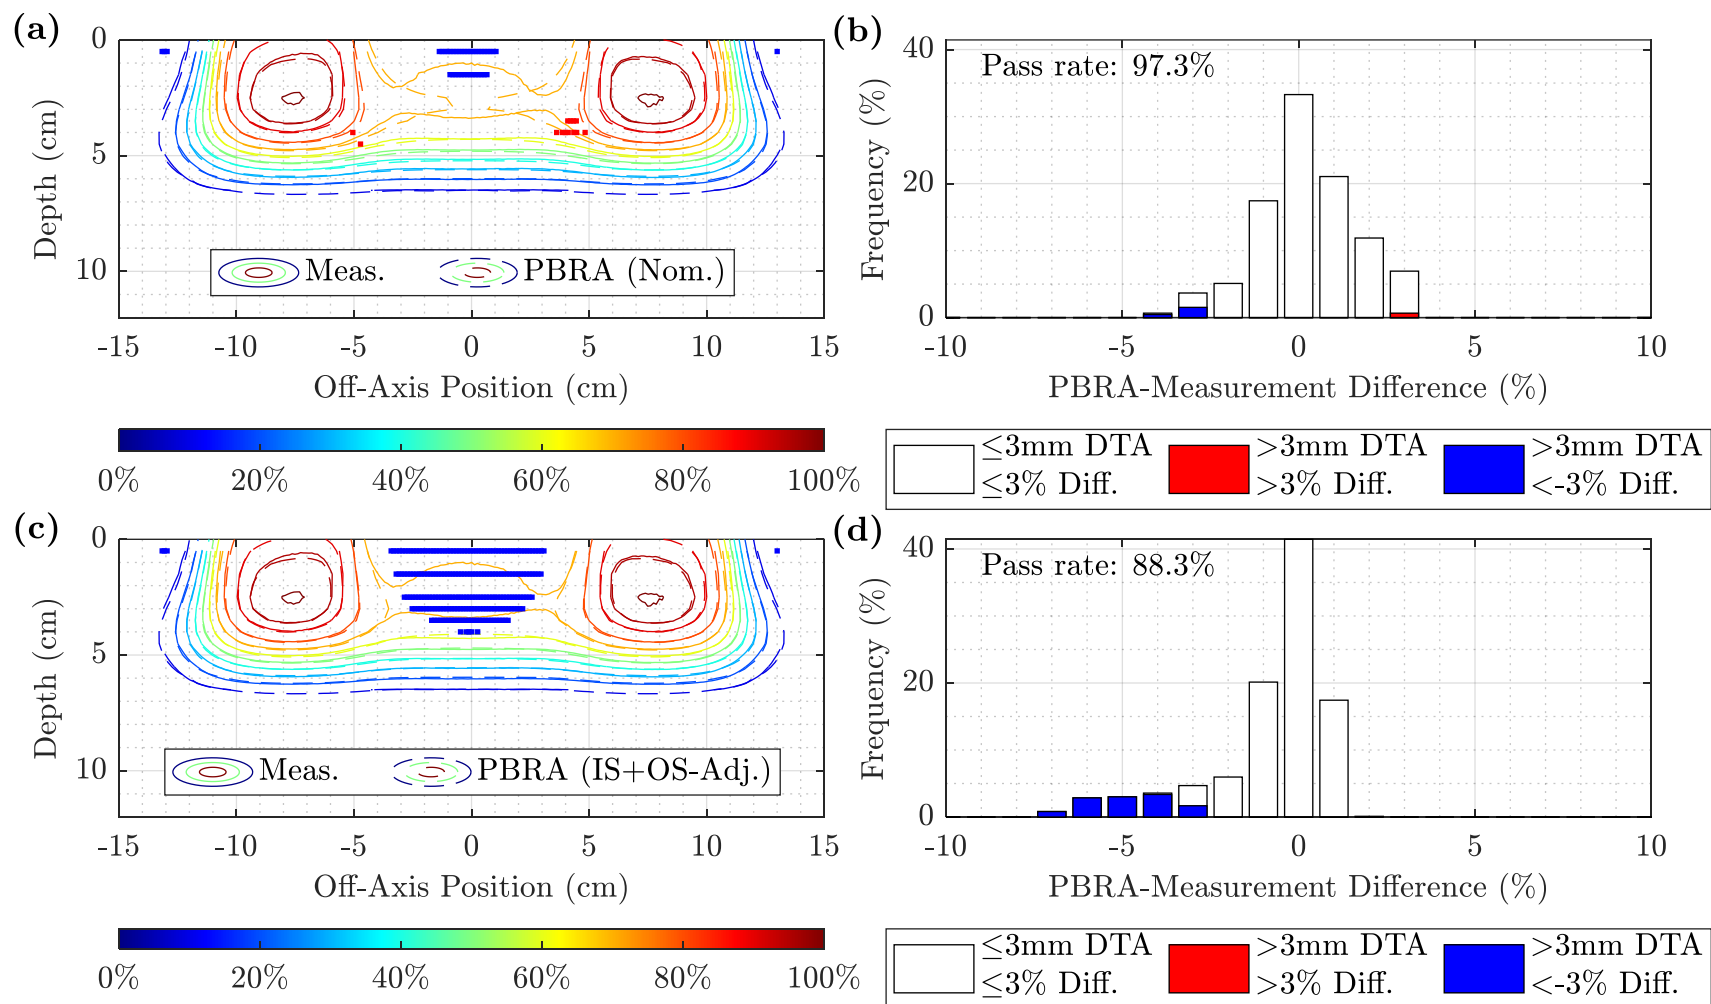 (a)
0
5
10
Depth (cm)
Meas.
PBRA (Nom.)
-15 -10 -5 0 5 10 15
Off-Axis Position (cm)
0% 20% 40% 60% 80% 100%
(b)
40
20
0
Frequency (%)
Pass rate: 97.3%
-10 -5 0 5 10
PBRA-Measurement Difference (%)
≤3mm DTA >3mm DTA >3mm DTA
≤3% Diff. >3% Diff. <-3% Diff.
(c)
0
5
10
Depth (cm)
Meas.
PBRA (IS+OS-Adj.)
-15 -10 -5 0 5 10 15
Off-Axis Position (cm)
0% 20% 40% 60% 80% 100%
(d)
40
20
0
Frequency (%)
Pass rate: 88.3%
-10 -5 0 5 10
PBRA-Measurement Difference (%)
≤3mm DTA >3mm DTA >3mm DTA
≤3% Diff. >3% Diff. <-3% Diff.